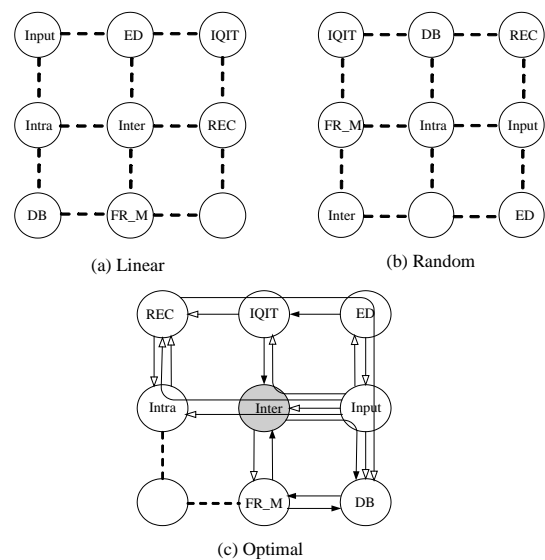 Input ED IQIT
Intra Inter REC
DB FR_M
(a) Linear
IQIT DB REC
FR_M Intra Input
Inter ED
(b) Random
REC IQIT ED
Intra Inter Input
FR_M DB
(c) Optimal